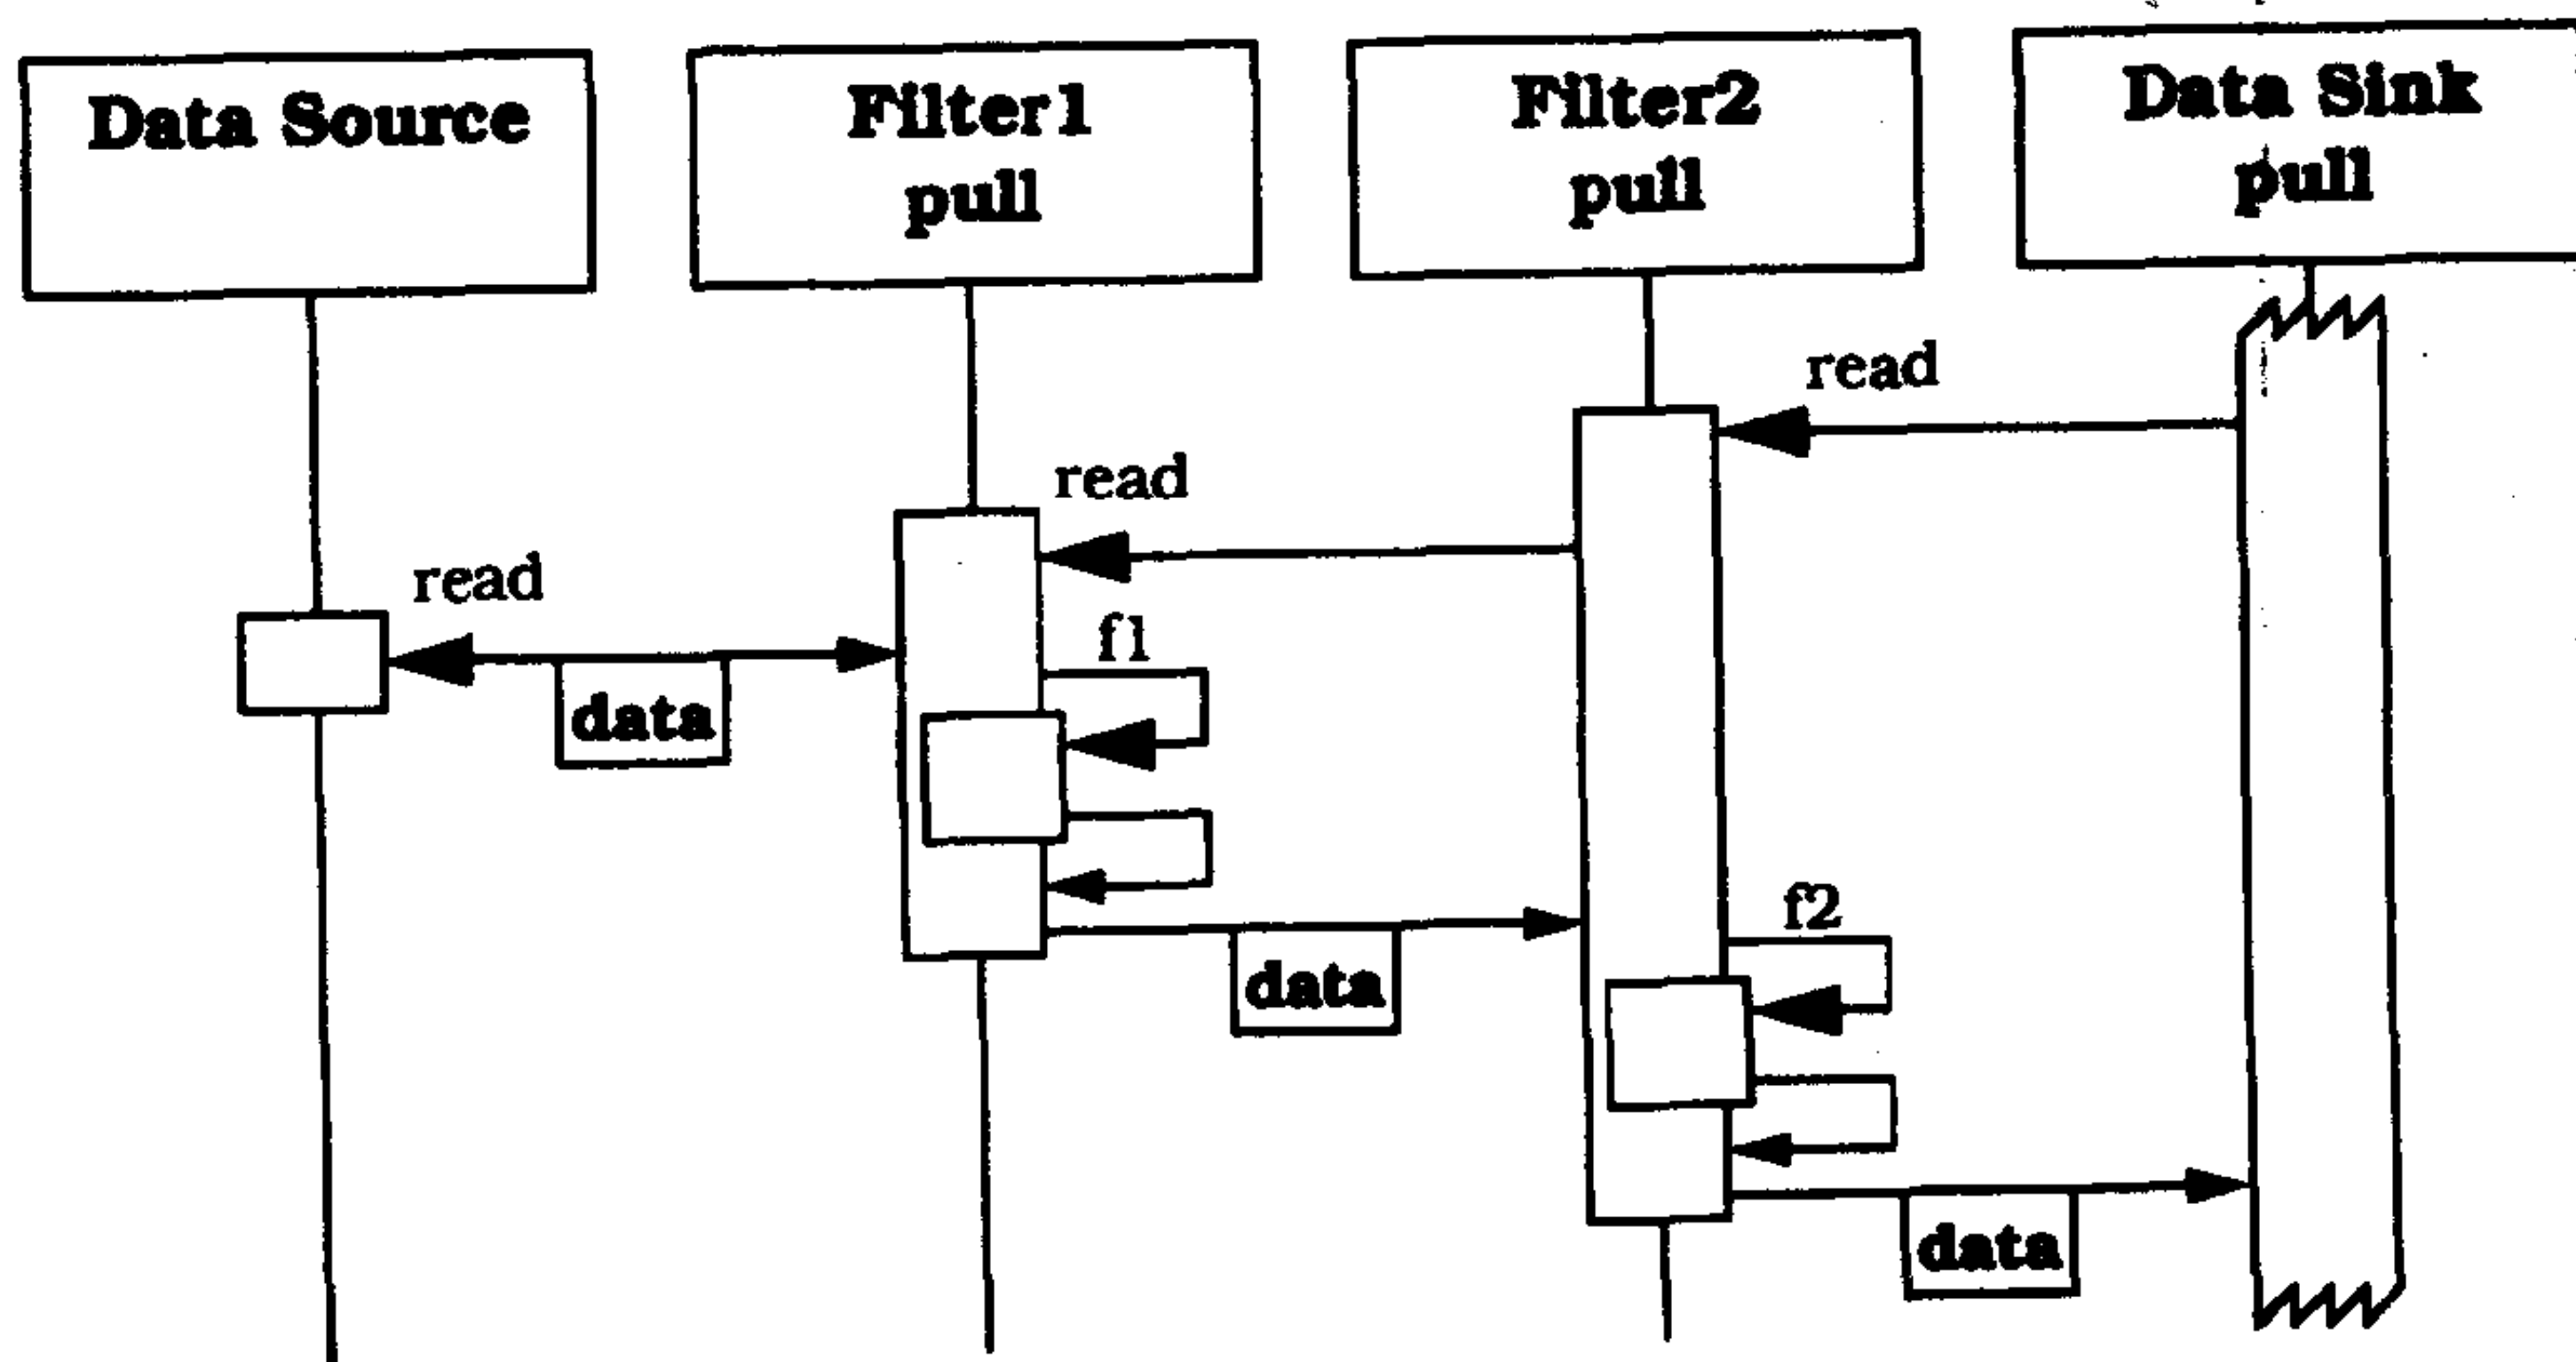 Data Source
Filter1
pull
Filter2
pull
Data Sink
pull
read
read
read
f1
data
f2
data
data